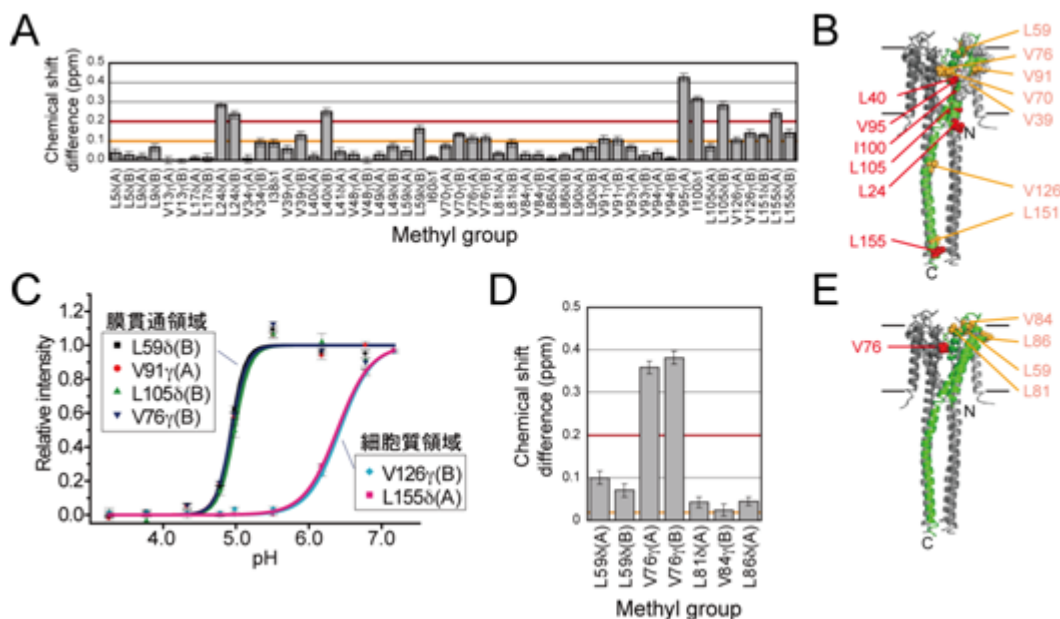 A
Chemical shift
difference (ppm)
0.5
0.4
0.3
0.2
0.1
0.0
L5δ(A)
L5δ(B)
L9δ(A)
L9δ(B)
V13γ(A)
V13γ(B)
L17δ(A)
L17δ(B)
L24δ(A)
L24δ(B)
V34γ(A)
V34γ(B)
I38δ1
V39γ(A)
V39γ(B)
L40δ(A)
L40δ(B)
L41δ(A)
V48γ(A)
V48γ(B)
L49δ(A)
L49δ(B)
L59δ(A)
L59δ(B)
I60δ1
V70γ(A)
V70γ(B)
V76γ(A)
V76γ(B)
L81δ(A)
L81δ(B)
V84γ(A)
V84γ(B)
L86δ(A)
L86δ(B)
L90δ(A)
L90δ(B)
V91γ(A)
V91γ(B)
V93γ(A)
V93γ(B)
V95γ(A)
I100δ1
L105δ(A)
L105δ(B)
V126γ(A)
V126γ(B)
L151δ(B)
L155δ(A)
L155δ(B)
Methyl group
B
L59
V76
V91
V70
V39
L40
V95
I100
L105
L24
N
V126
L151
L155
C
C
Relative intensity
1.2
1.0
0.8
0.6
0.4
0.2
0.0
膜貫通領域
L59δ(B)
V91γ(A)
L105δ(B)
V76γ(B)
細胞質領域
V126γ(B)
L155δ(A)
4.0 5.0 6.0 7.0
pH
D
Chemical shift
difference (ppm)
0.5
0.4
0.3
0.2
0.1
0
L59δ(A)
L59δ(B)
V76γ(A)
V76γ(B)
L81δ(A)
V84γ(B)
L86δ(A)
Methyl group
E
V84
L86
L59
L81
V76
N
C